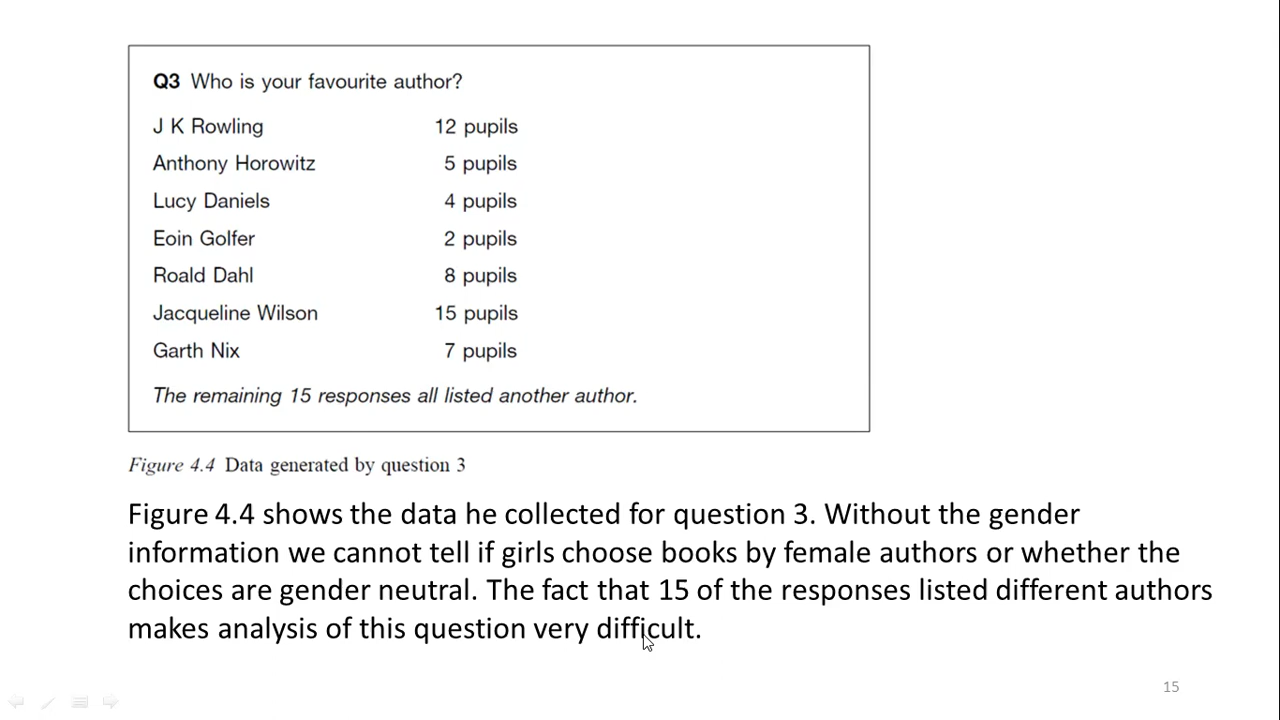 Q3 Who is your favourite author?
J K Rowling 12 pupils
Anthony Horowitz 5 pupils
Lucy Daniels 4 pupils
Eoin Golfer 2 pupils
Roald Dahl 8 pupils
Jacqueline Wilson 15 pupils
Garth Nix 7 pupils
The remaining 15 responses all listed another author.
Figure 4.4 Data generated by question 3
Figure 4.4 shows the data he collected for question 3. Without the gender
information we cannot tell if girls choose books by female authors or whether the
choices are gender neutral. The fact that 15 of the responses listed different authors
makes analysis of this question very difficult.
15